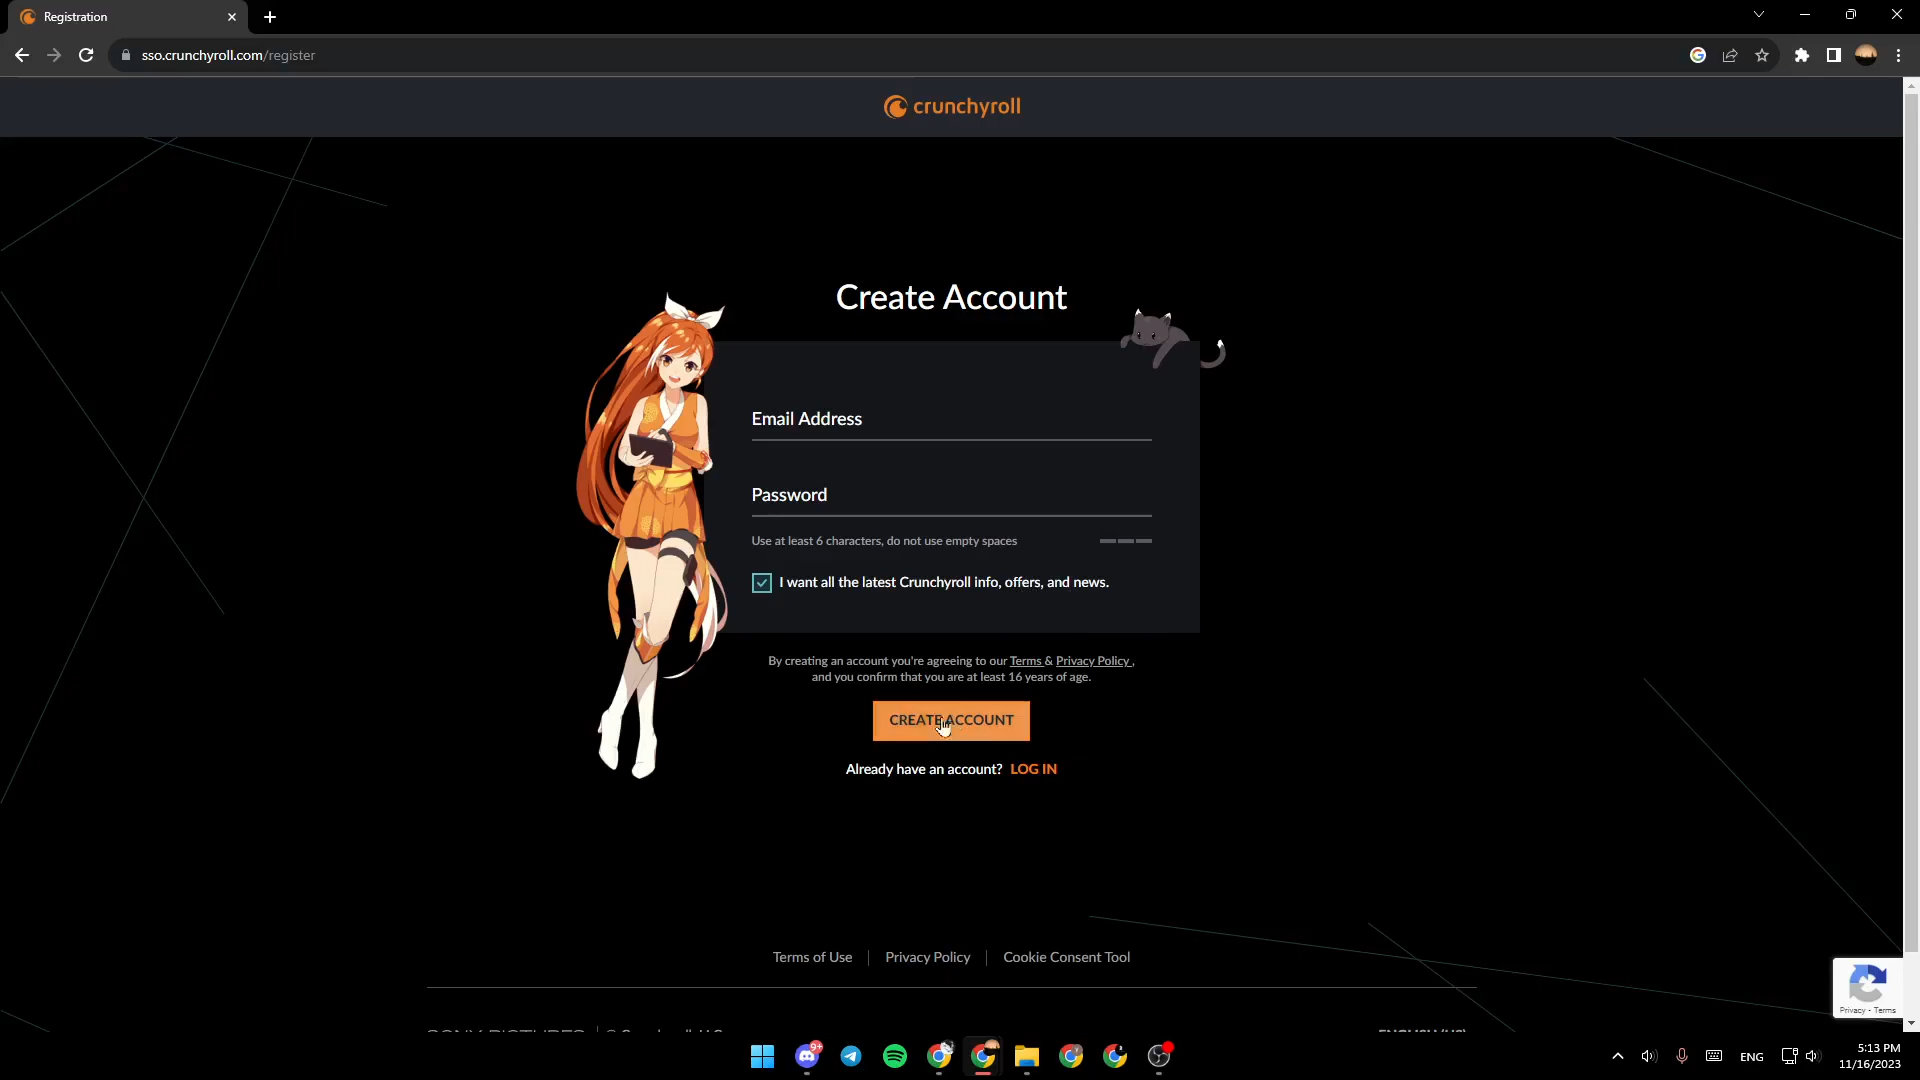 Registration
sso.crunchyroll.com/register
crunchyroll
Create Account
Email Address
Password
Use at least 6 characters, do not use empty spaces
I want all the latest Crunchyroll info, offers, and news.
By creating an account you're agreeing to our Terms & Privacy Policy ,
and you confirm that you are at least 16 years of age.
CREATE ACCOUNT
Already have an account? LOG IN
Terms of Use | Privacy Policy | Cookie Consent Tool
Privacy - Terms
9+
ENG
5:13 PM
11/16/2023